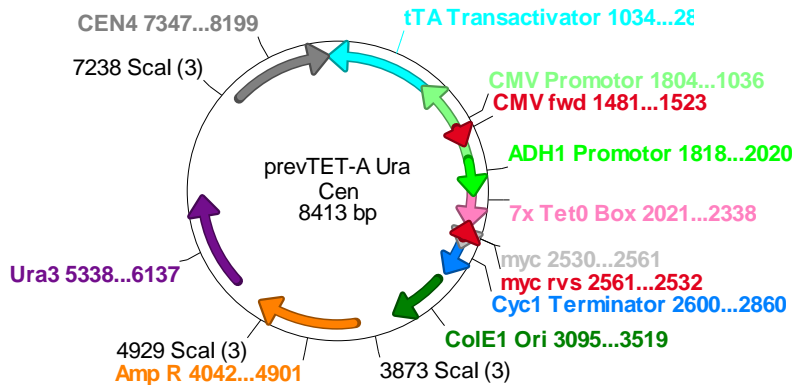 CEN4 7347...8199
tTA Transactivator 1034...28
7238 ScaI (3)
CMV Promotor 1804...1036
CMV fwd 1481...1523
ADH1 Promotor 1818...2020
prevTET-A Ura
Cen
8413 bp
7x Tet0 Box 2021...2338
myc 2530...2561
myc rvs 2561...2532
Ura3 5338...6137
Cyc1 Terminator 2600...2860
ColE1 Ori 3095...3519
4929 ScaI (3)
3873 ScaI (3)
Amp R 4042...4901